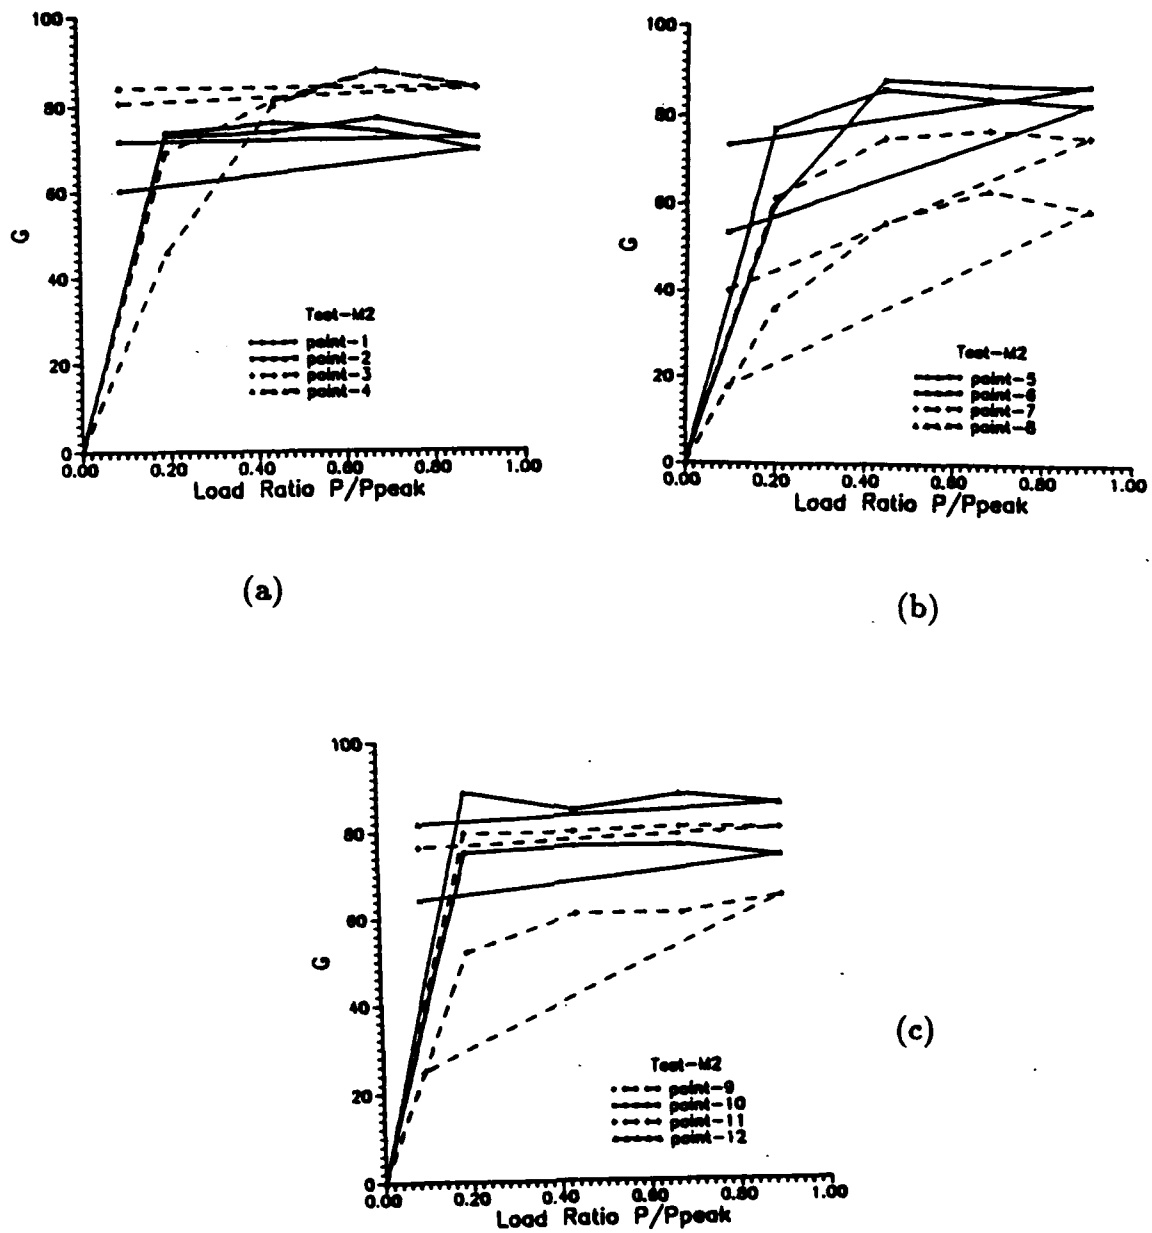 100
80
60
40
20
0
G
Test-M2
point-1
point-2
point-3
point-4
0.00 0.20 0.40 0.60 0.80 1.00
Load Ratio P/Ppeak
(a)
100
80
60
40
20
0
G
Test-M2
point-5
point-6
point-7
point-8
0.00 0.20 0.40 0.60 0.80 1.00
Load Ratio P/Ppeak
(b)
100
80
60
40
20
0
G
Test-M2
point-9
point-10
point-11
point-12
0.00 0.20 0.40 0.60 0.80 1.00
Load Ratio P/Ppeak
(c)